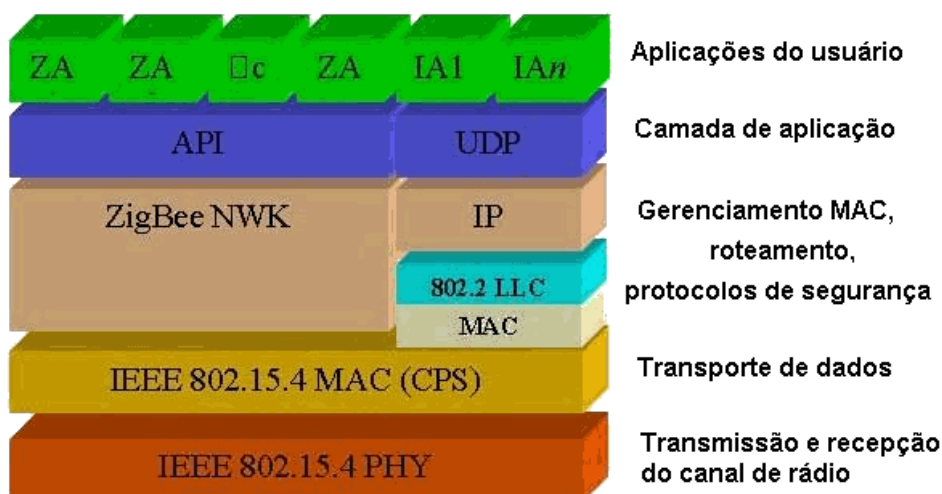 ZA ZA □c ZA IA1 IAn
Aplicações do usuário
API UDP
Camada de aplicação
ZigBee NWK IP
802.2 LLC
MAC
Gerenciamento MAC,
roteamento,
protocolos de segurança
IEEE 802.15.4 MAC (CPS)
Transporte de dados
IEEE 802.15.4 PHY
Transmissão e recepção
do canal de rádio